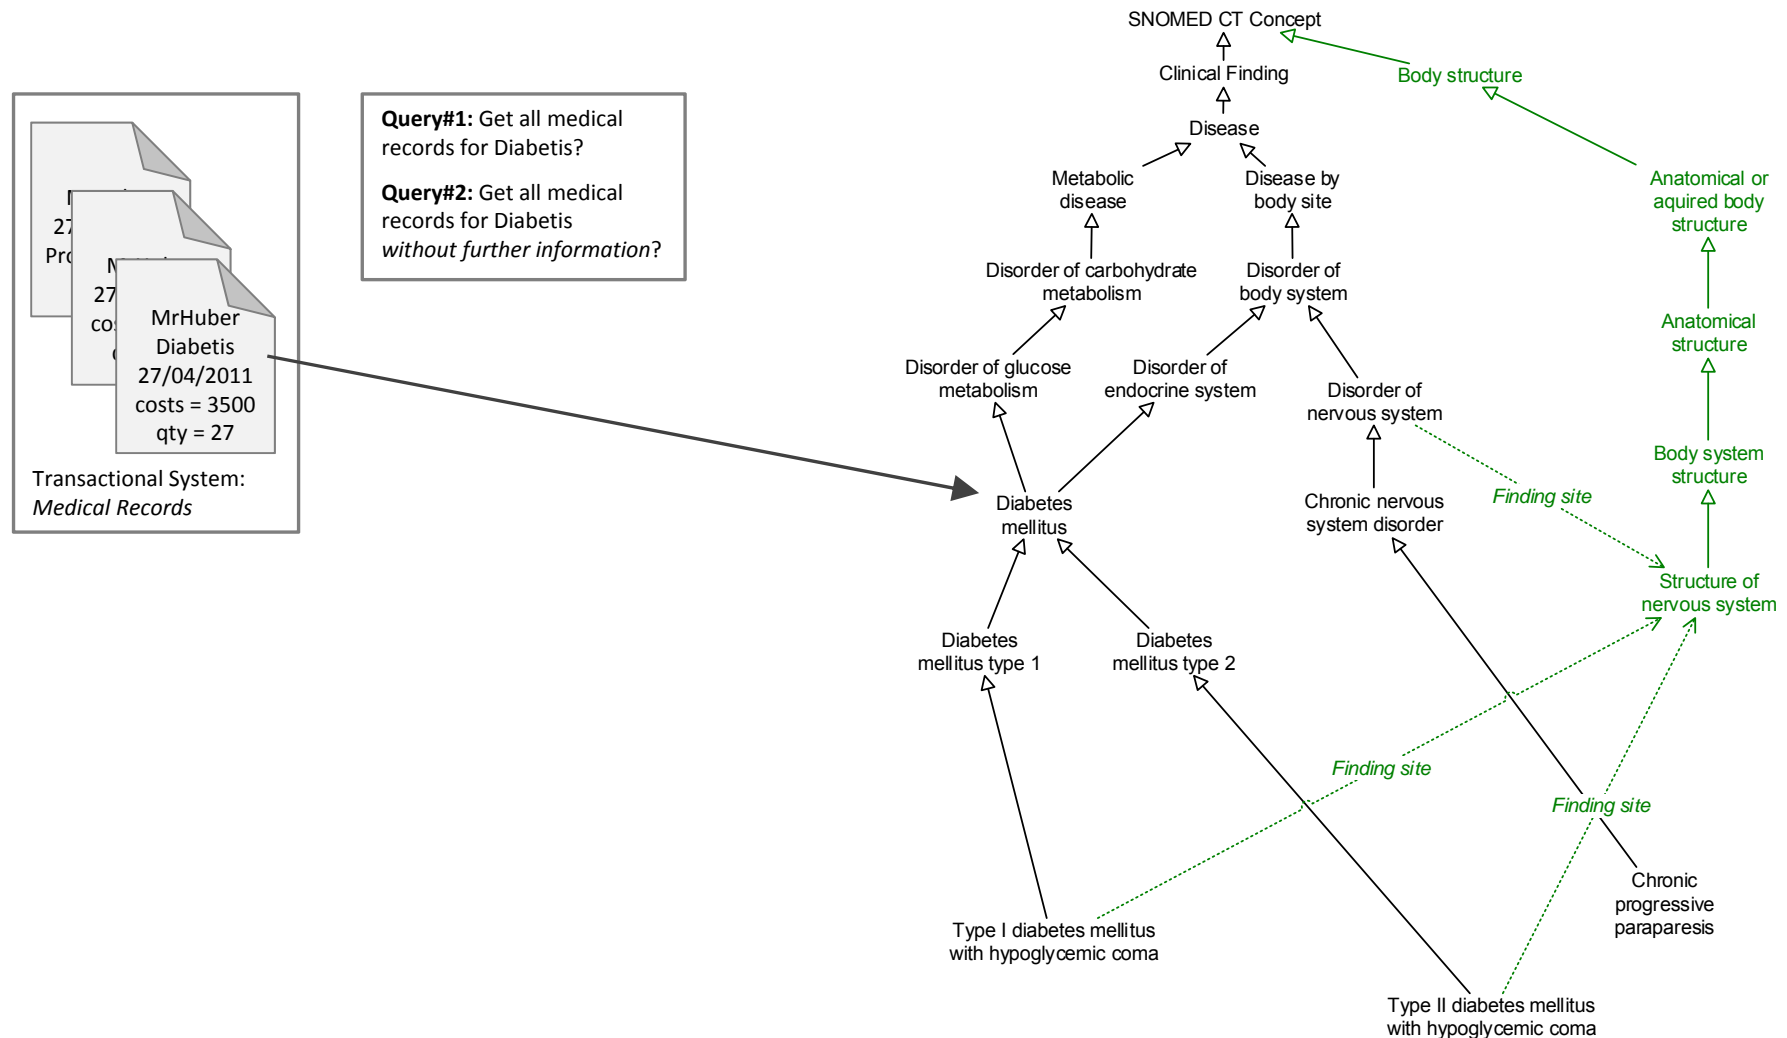 27
Pro
27
cos
MrHuber
Diabetis
27/04/2011
costs = 3500
qty = 27
Transactional System:
Medical Records
Query#1: Get all medical
records for Diabetis?
Query#2: Get all medical
records for Diabetis
without further information?
SNOMED CT Concept
Clinical Finding
Body structure
Disease
Metabolic
disease
Disease by
body site
Anatomical or
aquired body
structure
Disorder of carbohydrate
metabolism
Disorder of
body system
Anatomical
structure
Disorder of glucose
metabolism
Disorder of
endocrine system
Disorder of
nervous system
Body system
structure
Diabetes
mellitus
Chronic nervous
system disorder
Finding site
Structure of
nervous system
Diabetes
mellitus type 1
Diabetes
mellitus type 2
Finding site
Finding site
Chronic
progressive
paraparesis
Type I diabetes mellitus
with hypoglycemic coma
Type II diabetes mellitus
with hypoglycemic coma